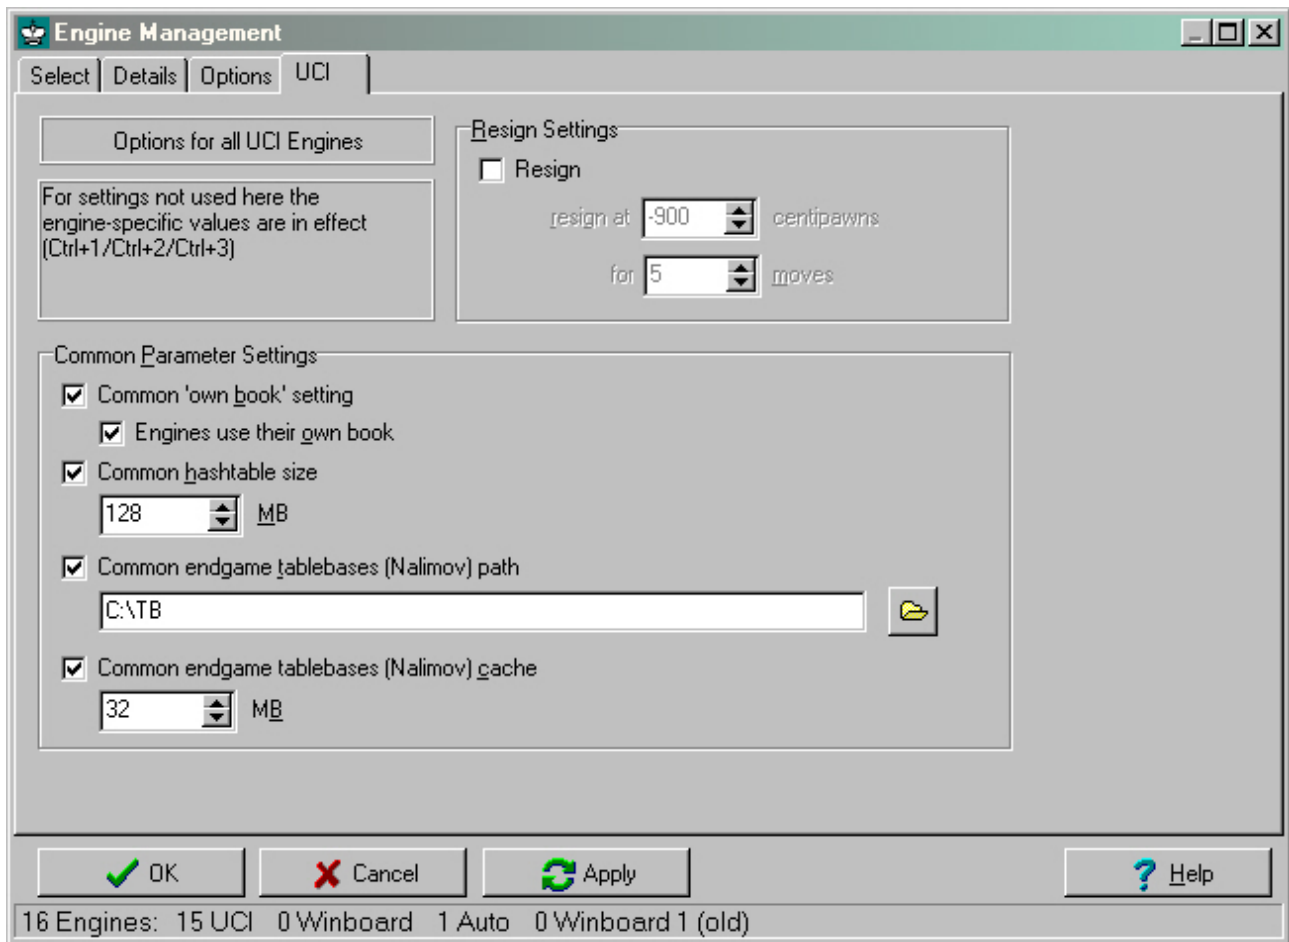 Engine Management
Select Details Options UCI
Options for all UCI Engines
For settings not used here the
engine-specific values are in effect
(Ctrl+1/Ctrl+2/Ctrl+3)
Resign Settings
Resign
resign at -900 centipawns
for 5 moves
Common Parameter Settings
Common 'own book' setting
Engines use their own book
Common hashtable size
128 MB
Common endgame tablebases (Nalimov) path
C:\TB
Common endgame tablebases (Nalimov) cache
32 MB
OK Cancel Apply ? Help
16 Engines: 15 UCI 0 Winboard 1 Auto 0 Winboard 1 (old)